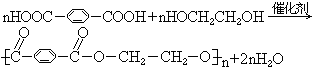 催化剂
nHOOC-⌬-COOH+nHOCH₂CH₂OH⟶
O O
[C-⌬-C-O-CH₂-CH₂-O]ₙ+2nH₂O